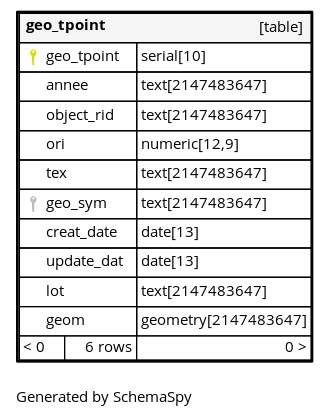 geo_tpoint [table]
geo_tpoint serial[10]
annee text[2147483647]
object_rid text[2147483647]
ori numeric[12,9]
tex text[2147483647]
geo_sym text[2147483647]
creat_date date[13]
update_dat date[13]
lot text[2147483647]
geom geometry[2147483647]
< 0 6 rows 0 >
Generated by SchemaSpy